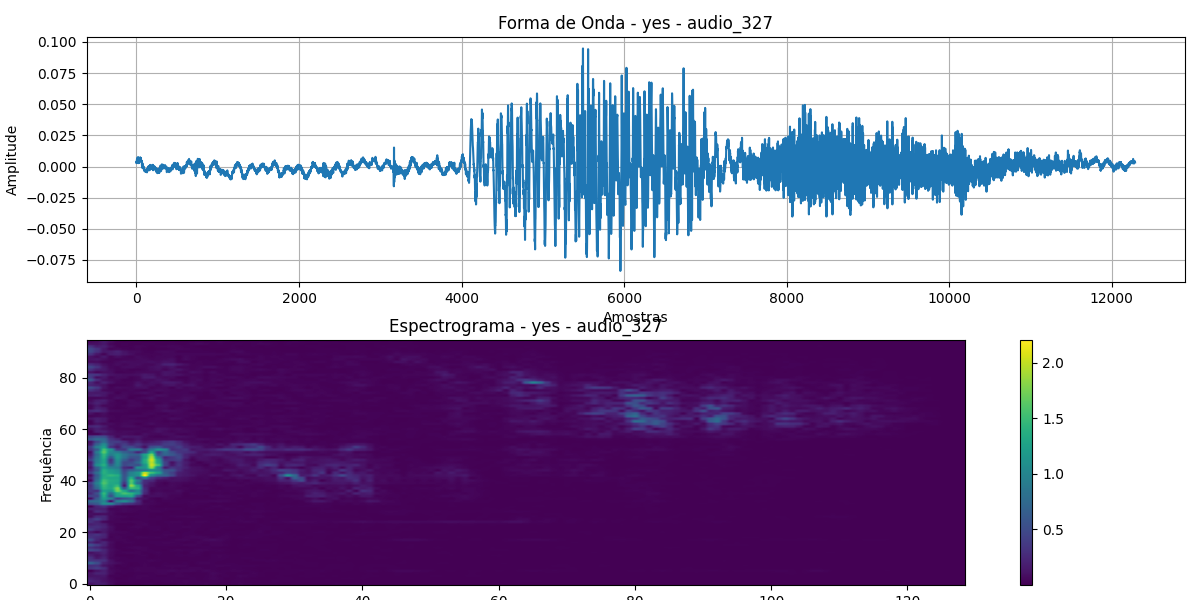 Forma de Onda - yes - audio_327
0.100
0.075
0.050
0.025
0.000
−0.025
−0.050
−0.075
Amplitude
0 2000 4000 6000 8000 10000 12000
Amostras
Espectrograma - yes - audio_327
80
60
40
20
0
Frequência
2.0
1.5
1.0
0.5
0 20 40 60 80 100 120